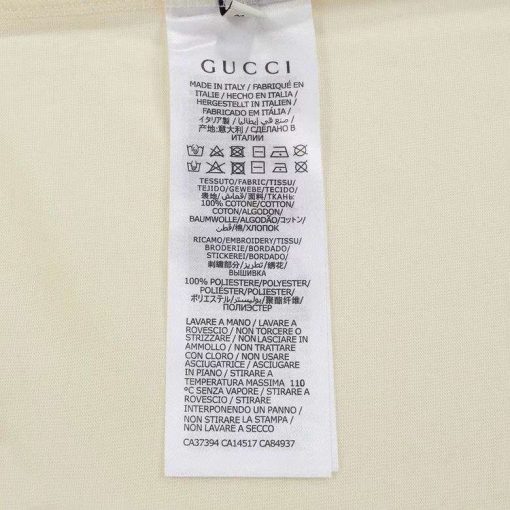 GUCCI
MADE IN ITALY / FABRIQUÉ EN
ITALIE / HECHO EN ITALIA /
HERGESTELLT IN ITALIEN /
FABRICADO EM ITÁLIA /
イタリア製 / صنع في إيطاليا /
产地:意大利 / СДЕЛАНО В
ИТАЛИИ
TESSUTO/FABRIC/TISSU/
TEJIDO/GEWEBE/TECIDO/
表地/قماش/面料/ТКАНЬ:
100% COTONE/COTTON/
COTON/ALGODON/
BAUMWOLLE/ALGODÃO/コットン/
قطن/棉/ХЛОПОК
RICAMO/EMBROIDERY/TISSU/
BRODERIE/BORDADO/
STICKEREI/BORDADO/
刺繍部分/تطريز/绣花/
ВЫШИВКА
100% POLIESTERE/POLYESTER/
POLYESTER/POLIÉSTER/
POLIÉSTER/POLIÉSTER/
ポリエステル/بوليستر/聚酯纤维/
ПОЛИЭСТЕР
LAVARE A MANO / LAVARE A
ROVESCIO / NON TORCERE O
STRIZZARE / NON LASCIARE IN
AMMOLLO / NON TRATTARE
CON CLORO / NON USARE
ASCIUGATRICE / ASCIUGARE
IN PIANO / STIRARE A
TEMPERATURA MASSIMA 110
°C SENZA VAPORE / STIRARE A
ROVESCIO / STIRARE
INTERPONENDO UN PANNO /
NON STIRARE LA STAMPA /
NON LAVARE A SECCO
CA37394 CA14517 CA84937